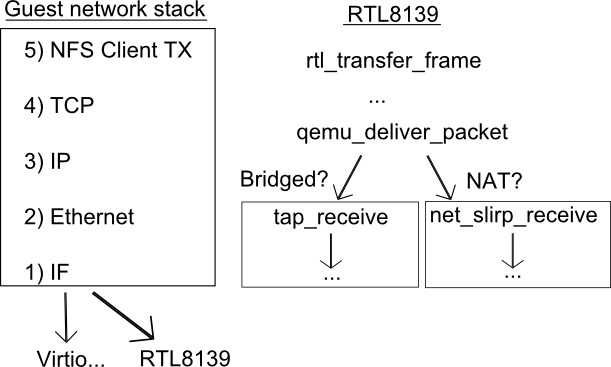 Guest network stack
5) NFS Client TX
4) TCP
3) IP
2) Ethernet
1) IF
Virtio...
RTL8139
RTL8139
rtl_transfer_frame
...
qemu_deliver_packet
Bridged?
NAT?
tap_receive
...
net_slirp_receive
...